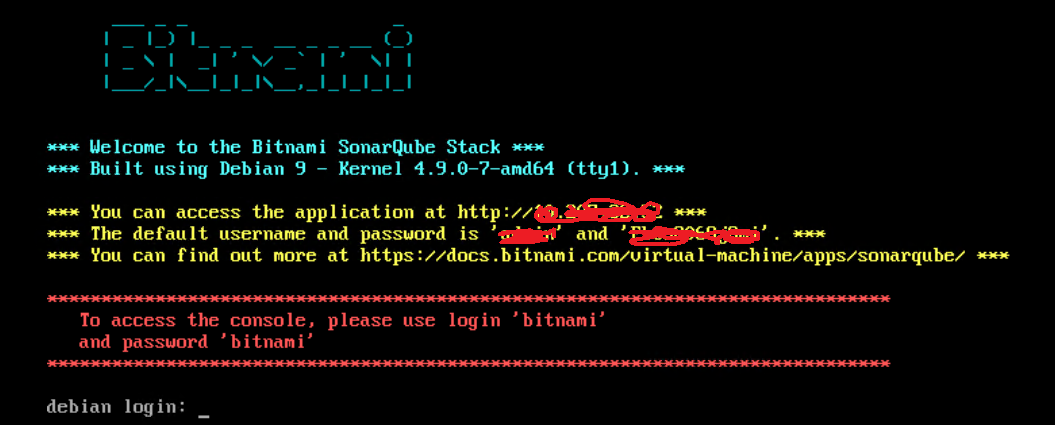 Bitnami
*** Welcome to the Bitnami SonarQube Stack ***
*** Built using Debian 9 - Kernel 4.9.0-7-amd64 (tty1). ***
*** You can access the application at http:// ***
*** The default username and password is '' and ''. ***
*** You can find out more at https://docs.bitnami.com/virtual-machine/apps/sonarqube/ ***
******************************************************************************
To access the console, please use login 'bitnami'
and password 'bitnami'
******************************************************************************
debian login: _